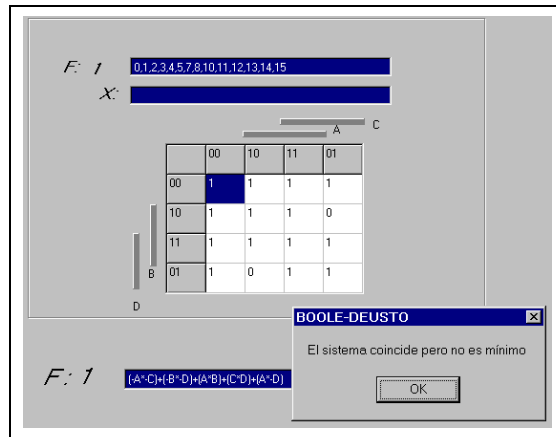 F: 1 0,1,2,3,4,5,7,8,10,11,12,13,14,15
X:
A C
00 10 11 01
00 1 1 1 1
10 1 1 1 0
11 1 1 1 1
B 01 1 0 1 1
D
BOOLE-DEUSTO
El sistema coincide pero no es mínimo
OK
F: 1 (-A*-C)+(-B*-D)+(A*B)+(C*D)+(A*-D)